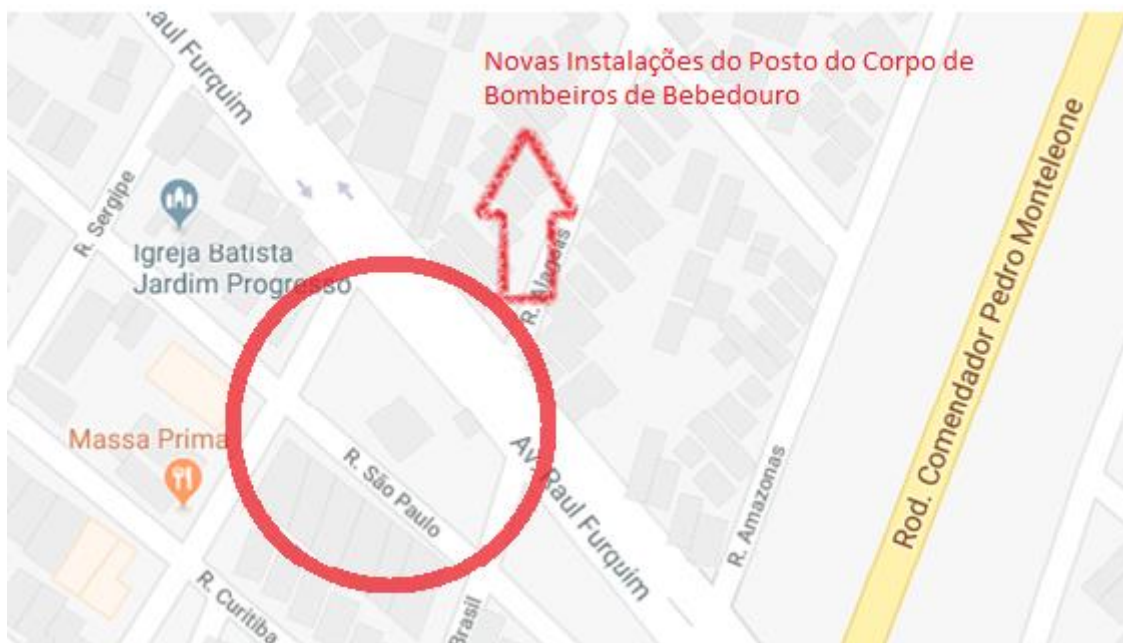 Raul Furquim
Novas Instalações do Posto do Corpo de
Bombeiros de Bebedouro
R. Sergipe
Igreja Batista
Jardim Progresso
R. Alagoas
Rod. Comendador Pedro Monteleone
Massa Prima
R. São Paulo
Av. Raul Furquim
R. Amazonas
R. Curitiba
Brasil